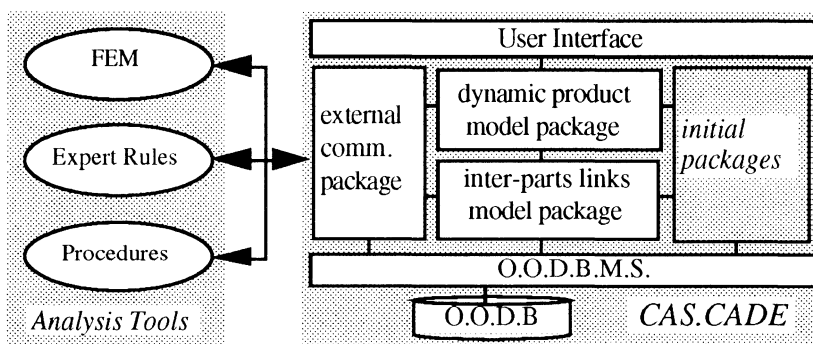 FEM
Expert Rules
Procedures
Analysis Tools
User Interface
external
comm.
package
dynamic product
model package
inter-parts links
model package
initial
packages
O.O.D.B.M.S.
O.O.D.B
CAS.CADE